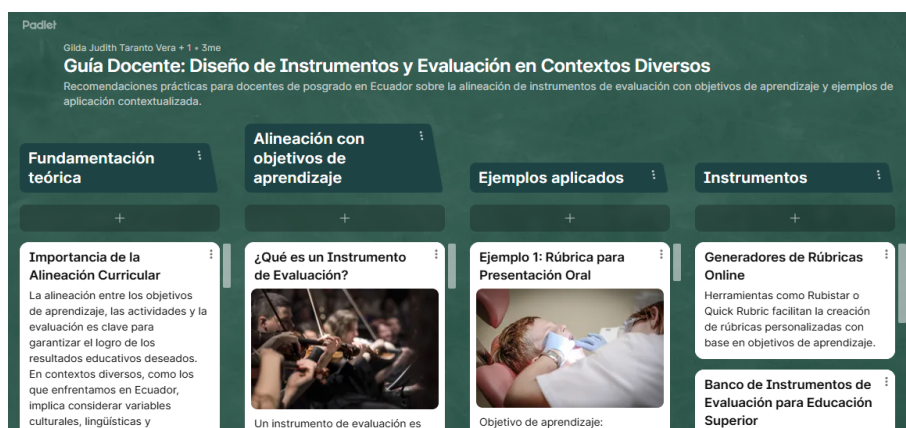 Padlet
Gilda Judith Taranto Vera + 1 • 3me
Guía Docente: Diseño de Instrumentos y Evaluación en Contextos Diversos
Recomendaciones prácticas para docentes de posgrado en Ecuador sobre la alineación de instrumentos de evaluación con objetivos de aprendizaje y ejemplos de
aplicación contextualizada.
Fundamentación
teórica
Importancia de la
Alineación Curricular
La alineación entre los objetivos
de aprendizaje, las actividades y la
evaluación es clave para
garantizar el logro de los
resultados educativos deseados.
En contextos diversos, como los
que enfrentamos en Ecuador,
implica considerar variables
culturales, lingüísticas y
Alineación con
objetivos de
aprendizaje
¿Qué es un Instrumento
de Evaluación?
Un instrumento de evaluación es
Ejemplos aplicados
Ejemplo 1: Rúbrica para
Presentación Oral
Objetivo de aprendizaje:
Instrumentos
Generadores de Rúbricas
Online
Herramientas como Rubistar o
Quick Rubric facilitan la creación
de rúbricas personalizadas con
base en objetivos de aprendizaje.
Banco de Instrumentos de
Evaluación para Educación
Superior